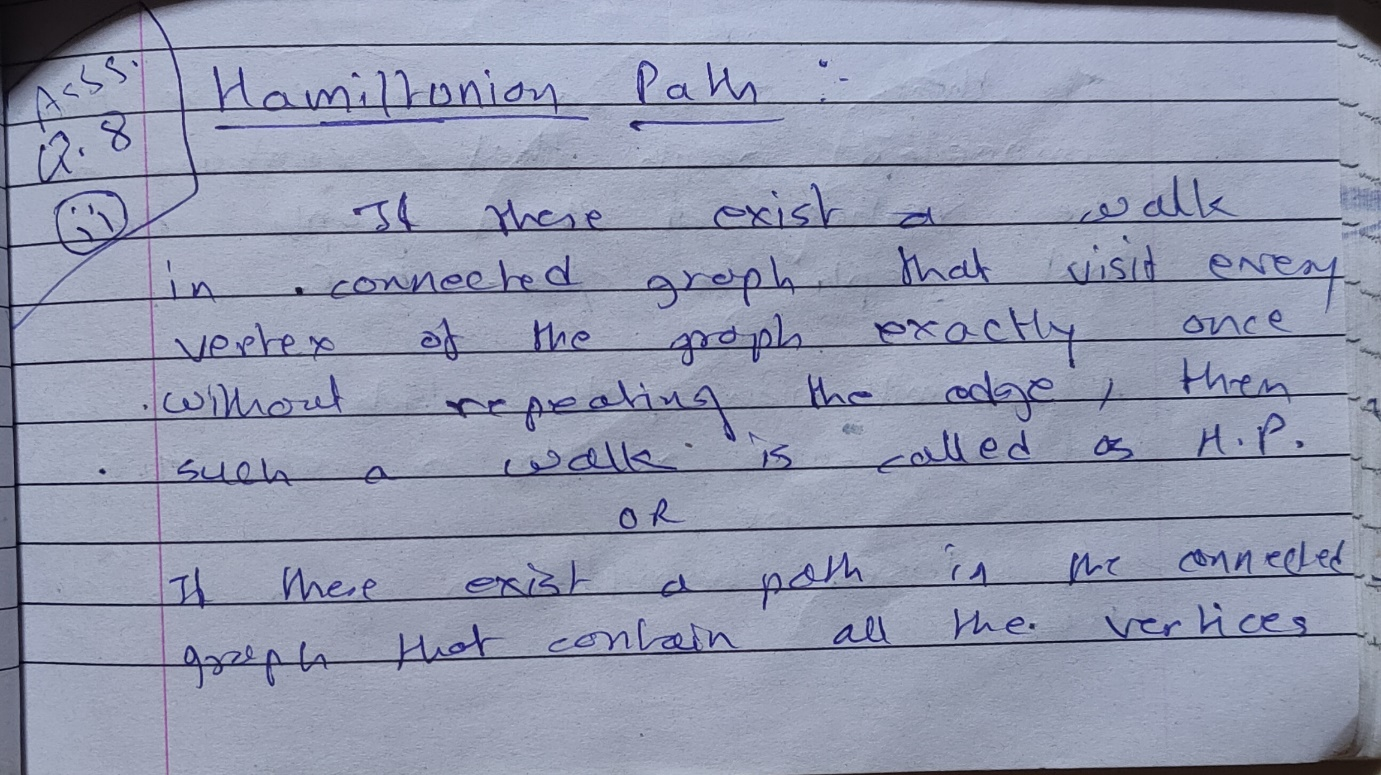 Ass.
Q.8
Hamiltonion Path :-
If there exist a walk
in connected graph that visit every
vertex of the graph exactly once
without repeating the edge, then
such a walk is called as H.P.
OR
If there exist a path in the connected
graph that contain all the vertices